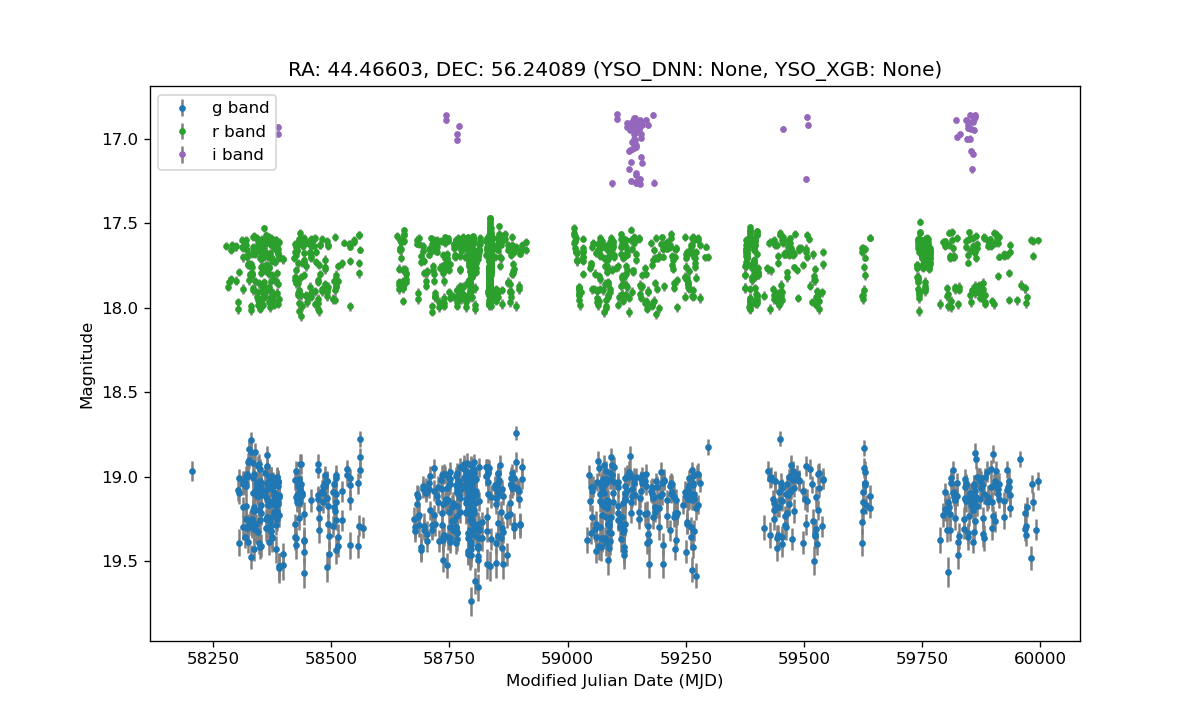 RA: 44.46603, DEC: 56.24089 (YSO_DNN: None, YSO_XGB: None)
g band
r band
i band
17.0
17.5
18.0
18.5
19.0
19.5
Magnitude
58250
58500
58750
59000
59250
59500
59750
60000
Modified Julian Date (MJD)